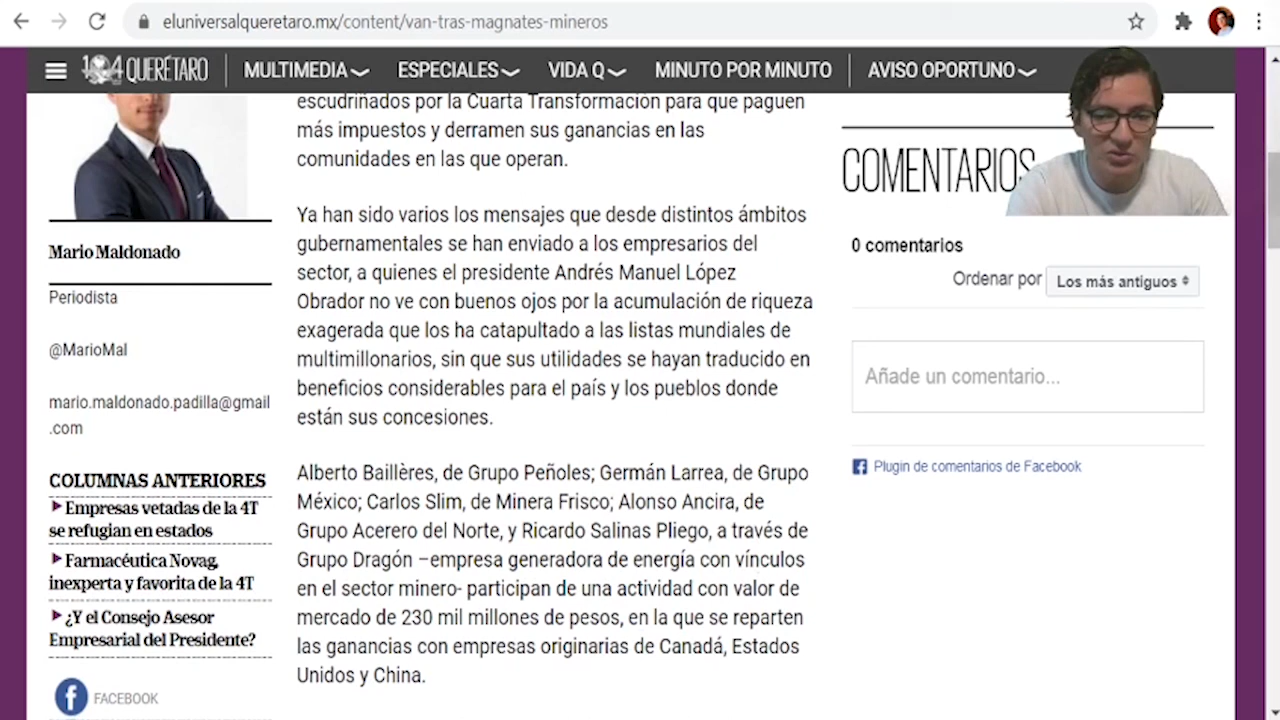 eluniversalqueretaro.mx/content/van-tras-magnates-mineros
QUERÉTARO
MULTIMEDIA
ESPECIALES
VIDA Q
MINUTO POR MINUTO
AVISO OPORTUNO
Mario Maldonado
Periodista
@MarioMal
mario.maldonado.padilla@gmail
.com
COLUMNAS ANTERIORES
Empresas vetadas de la 4T
se refugian en estados
Farmacéutica Novag,
inexperta y favorita de la 4T
¿Y el Consejo Asesor
Empresarial del Presidente?
FACEBOOK
escudriñados por la Cuarta Transformación para que paguen
más impuestos y derramen sus ganancias en las
comunidades en las que operan.
Ya han sido varios los mensajes que desde distintos ámbitos
gubernamentales se han enviado a los empresarios del
sector, a quienes el presidente Andrés Manuel López
Obrador no ve con buenos ojos por la acumulación de riqueza
exagerada que los ha catapultado a las listas mundiales de
multimillonarios, sin que sus utilidades se hayan traducido en
beneficios considerables para el país y los pueblos donde
están sus concesiones.
Alberto Baillères, de Grupo Peñoles; Germán Larrea, de Grupo
México; Carlos Slim, de Minera Frisco; Alonso Ancira, de
Grupo Acerero del Norte, y Ricardo Salinas Pliego, a través de
Grupo Dragón –empresa generadora de energía con vínculos
en el sector minero- participan de una actividad con valor de
mercado de 230 mil millones de pesos, en la que se reparten
las ganancias con empresas originarias de Canadá, Estados
Unidos y China.
COMENTARIOS
0 comentarios
Ordenar por
Los más antiguos
Añade un comentario...
Plugin de comentarios de Facebook